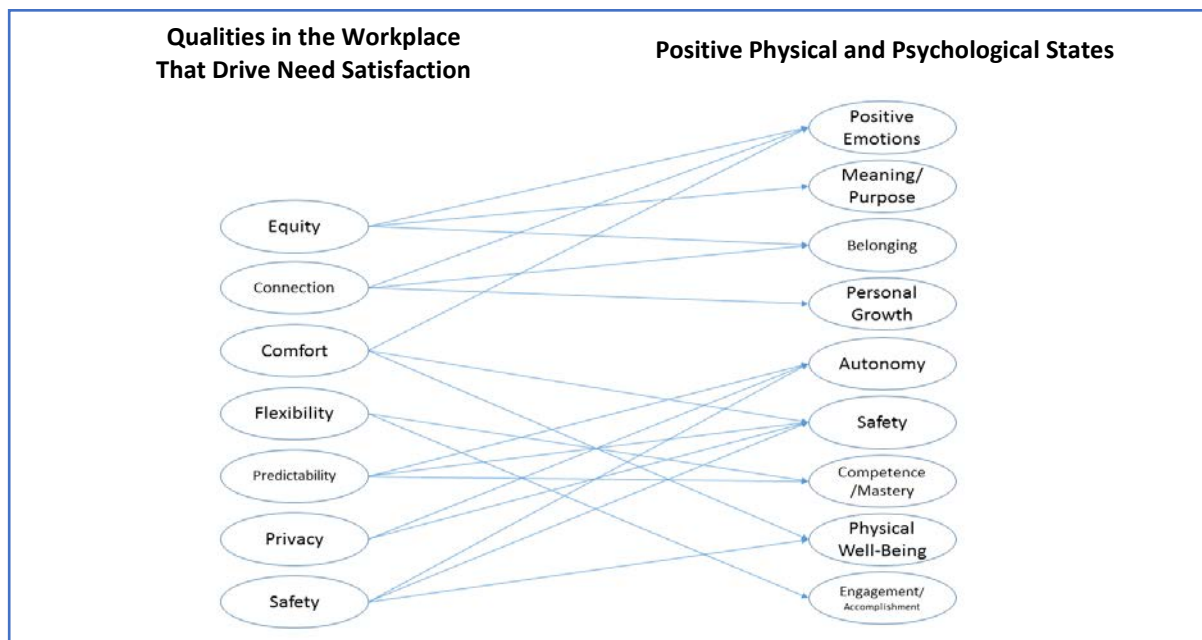 Qualities in the Workplace
That Drive Need Satisfaction
Positive Physical and Psychological States
Equity
Connection
Comfort
Flexibility
Predictability
Privacy
Safety
Positive
Emotions
Meaning/
Purpose
Belonging
Personal
Growth
Autonomy
Safety
Competence
/Mastery
Physical
Well-Being
Engagement/
Accomplishment